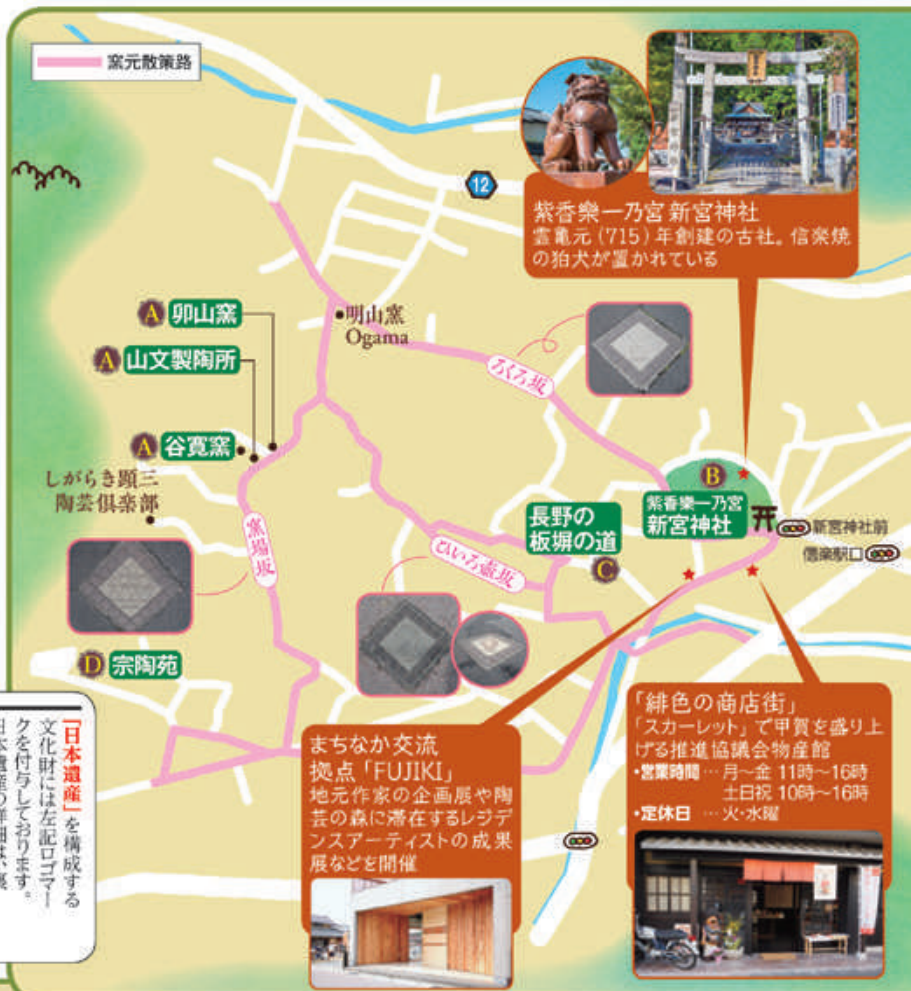 窯元散策路
12
紫香樂一乃宮 新宮神社
霊亀元(715)年創建の古社。信楽焼
の狛犬が置かれている
A 卯山窯
A 山文製陶所
A 谷寛窯
明山窯
Ogama
ろくろ坂
しがらき顕三
陶芸倶楽部
窯場坂
ひいろ壺坂
長野の
板塀の道
C
B
紫香樂一乃宮
新宮神社
新宮神社前
信楽駅口
D 宗陶苑
まちなか交流
拠点「FUJIKI」
地元作家の企画展や陶
芸の森に滞在するレジデ
ンスアーティストの成果
展などを開催
「緋色の商店街」
「スカーレット」で甲賀を盛り上
げる推進協議会物産館
・営業時間…月〜金 11時〜16時
土日祝 10時〜16時
・定休日 …火・水曜
「日本遺産」を構成する
文化財には左記ロゴマー
クを付与しております。
日本遺産の詳細は、裏